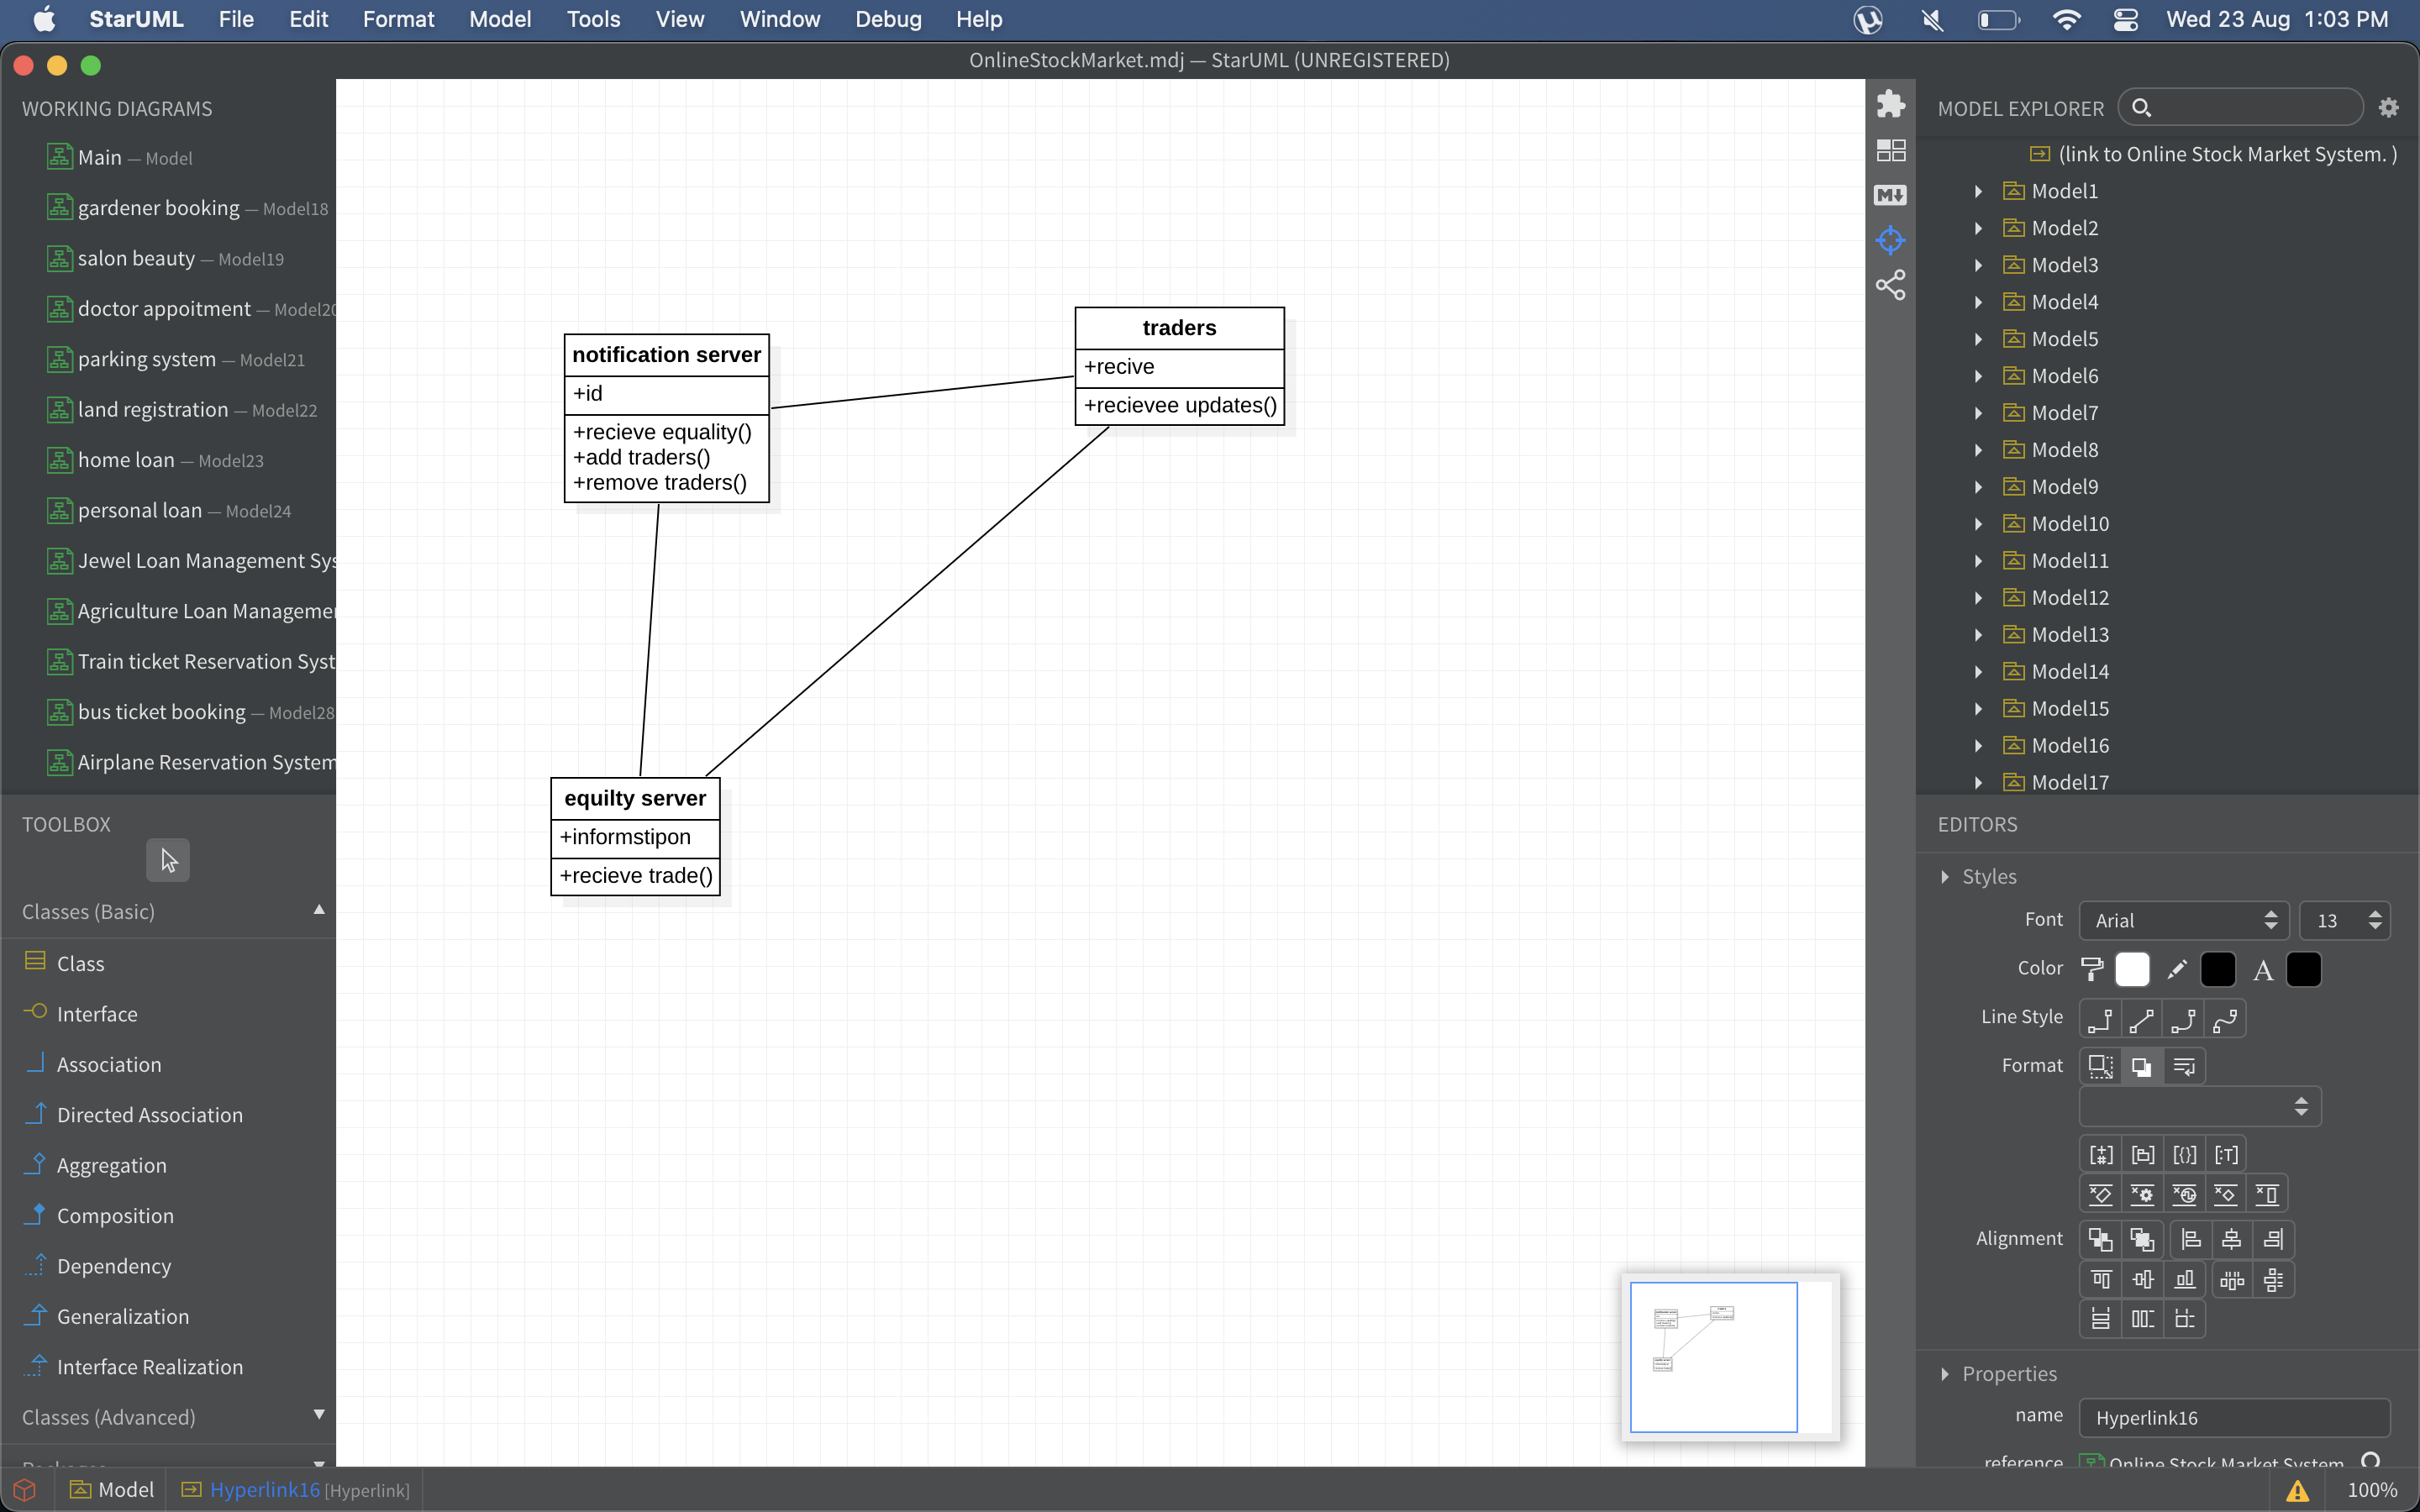 StarUML File Edit Format Model Tools View Window Debug Help Wed 23 Aug 1:03 PM
OnlineStockMarket.mdj — StarUML (UNREGISTERED)
WORKING DIAGRAMS
Main — Model
gardener booking — Model18
salon beauty — Model19
doctor appoitment — Model20
parking system — Model21
land registration — Model22
home loan — Model23
personal loan — Model24
Jewel Loan Management Sys
Agriculture Loan Managemen
Train ticket Reservation Syst
bus ticket booking — Model28
Airplane Reservation System
TOOLBOX
Classes (Basic)
Class
Interface
Association
Directed Association
Aggregation
Composition
Dependency
Generalization
Interface Realization
Classes (Advanced)
notification server
+id
+recieve equality()
+add traders()
+remove traders()
traders
+recive
+recievee updates()
equilty server
+informstipon
+recieve trade()
MODEL EXPLORER
(link to Online Stock Market System. )
Model1
Model2
Model3
Model4
Model5
Model6
Model7
Model8
Model9
Model10
Model11
Model12
Model13
Model14
Model15
Model16
Model17
EDITORS
Styles
Font Arial 13
Color A
Line Style
Format
Alignment
Properties
name Hyperlink16
reference Online Stock Market System
Model Hyperlink16 [Hyperlink] 100%